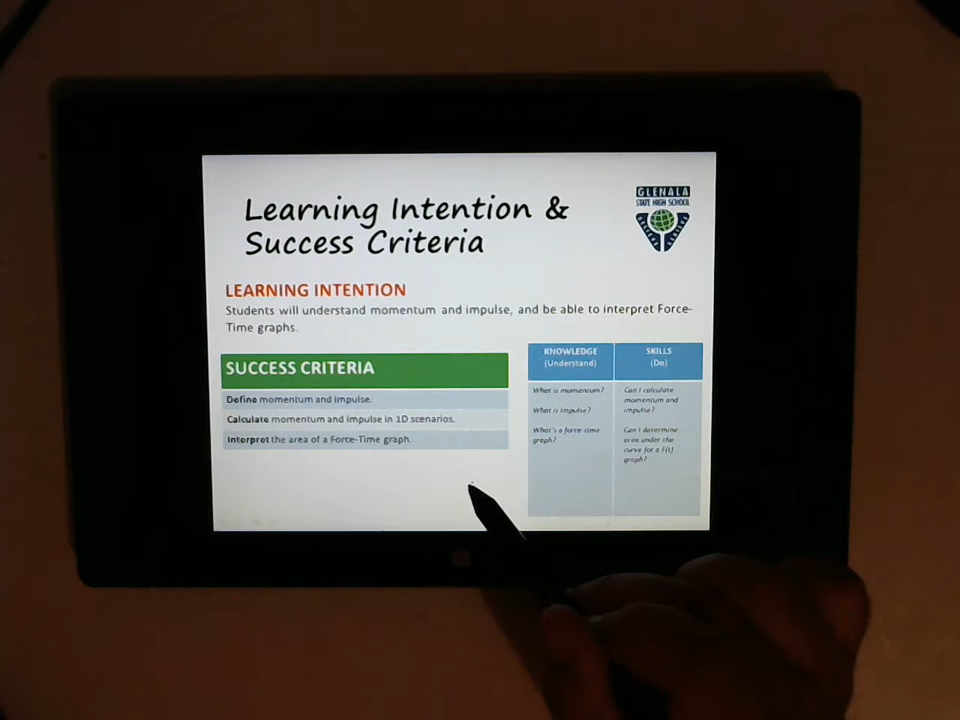 Learning Intention &
Success Criteria
GLENALA
STATE HIGH SCHOOL
LEARNING INTENTION
Students will understand momentum and impulse, and be able to interpret Force-
Time graphs.
SUCCESS CRITERIA
Define momentum and impulse.
Calculate momentum and impulse in 1D scenarios.
Interpret the area of a Force-Time graph.
KNOWLEDGE
(Understand)
What is momentum?
What is Impulse?
What's a force-time
graph?
SKILLS
(Do)
Can I calculate
momentum and
impulse?
Can I determine
area under the
curve for a F(t)
graph?